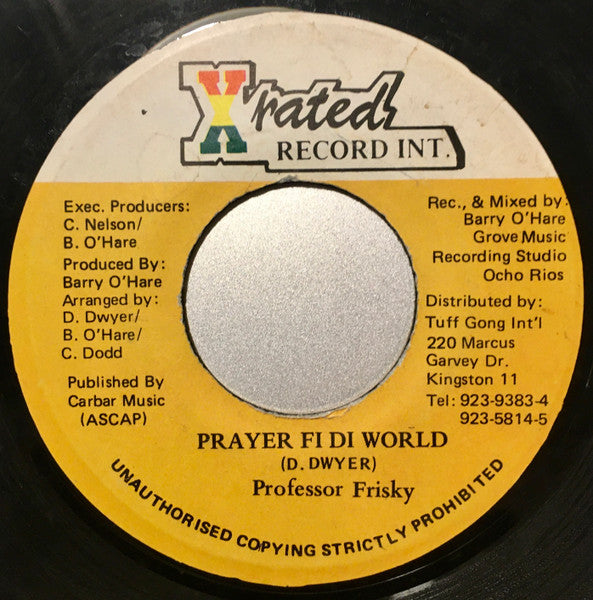 X rated
RECORD INT.
Exec. Producers:
C. Nelson/
B. O'Hare
Produced By:
Barry O'Hare
Arranged by:
D. Dwyer/
B. O'Hare/
C. Dodd
Published By
Carbar Music
(ASCAP)
Rec., & Mixed by:
Barry O'Hare
Grove Music
Recording Studio
Ocho Rios
Distributed by:
Tuff Gong Int'l
220 Marcus
Garvey Dr.
Kingston 11
Tel: 923-9383-4
923-5814-5
PRAYER FI DI WORLD
(D. DWYER)
Professor Frisky
UNAUTHORISED COPYING STRICTLY PROHIBITED